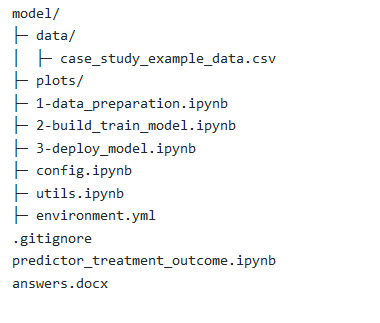 model/
├─ data/
│  ├─ case_study_example_data.csv
├─ plots/
├─ 1-data_preparation.ipynb
├─ 2-build_train_model.ipynb
├─ 3-deploy_model.ipynb
├─ config.ipynb
├─ utils.ipynb
├─ environment.yml
.gitignore
predictor_treatment_outcome.ipynb
answers.docx